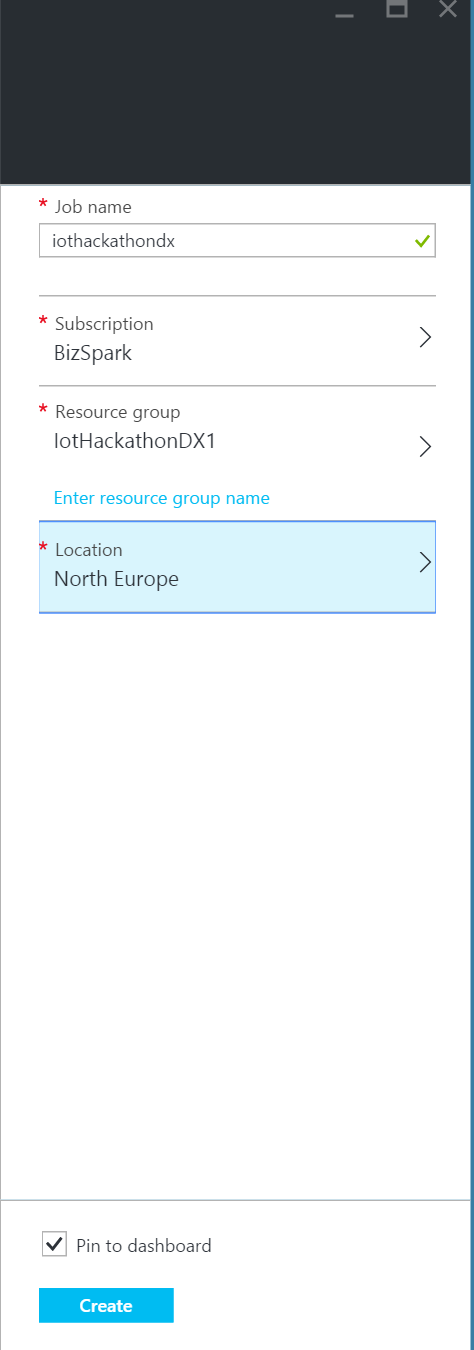 * Job name
iothackathondx
* Subscription
BizSpark
* Resource group
IotHackathonDX1
Enter resource group name
* Location
North Europe
Pin to dashboard
Create